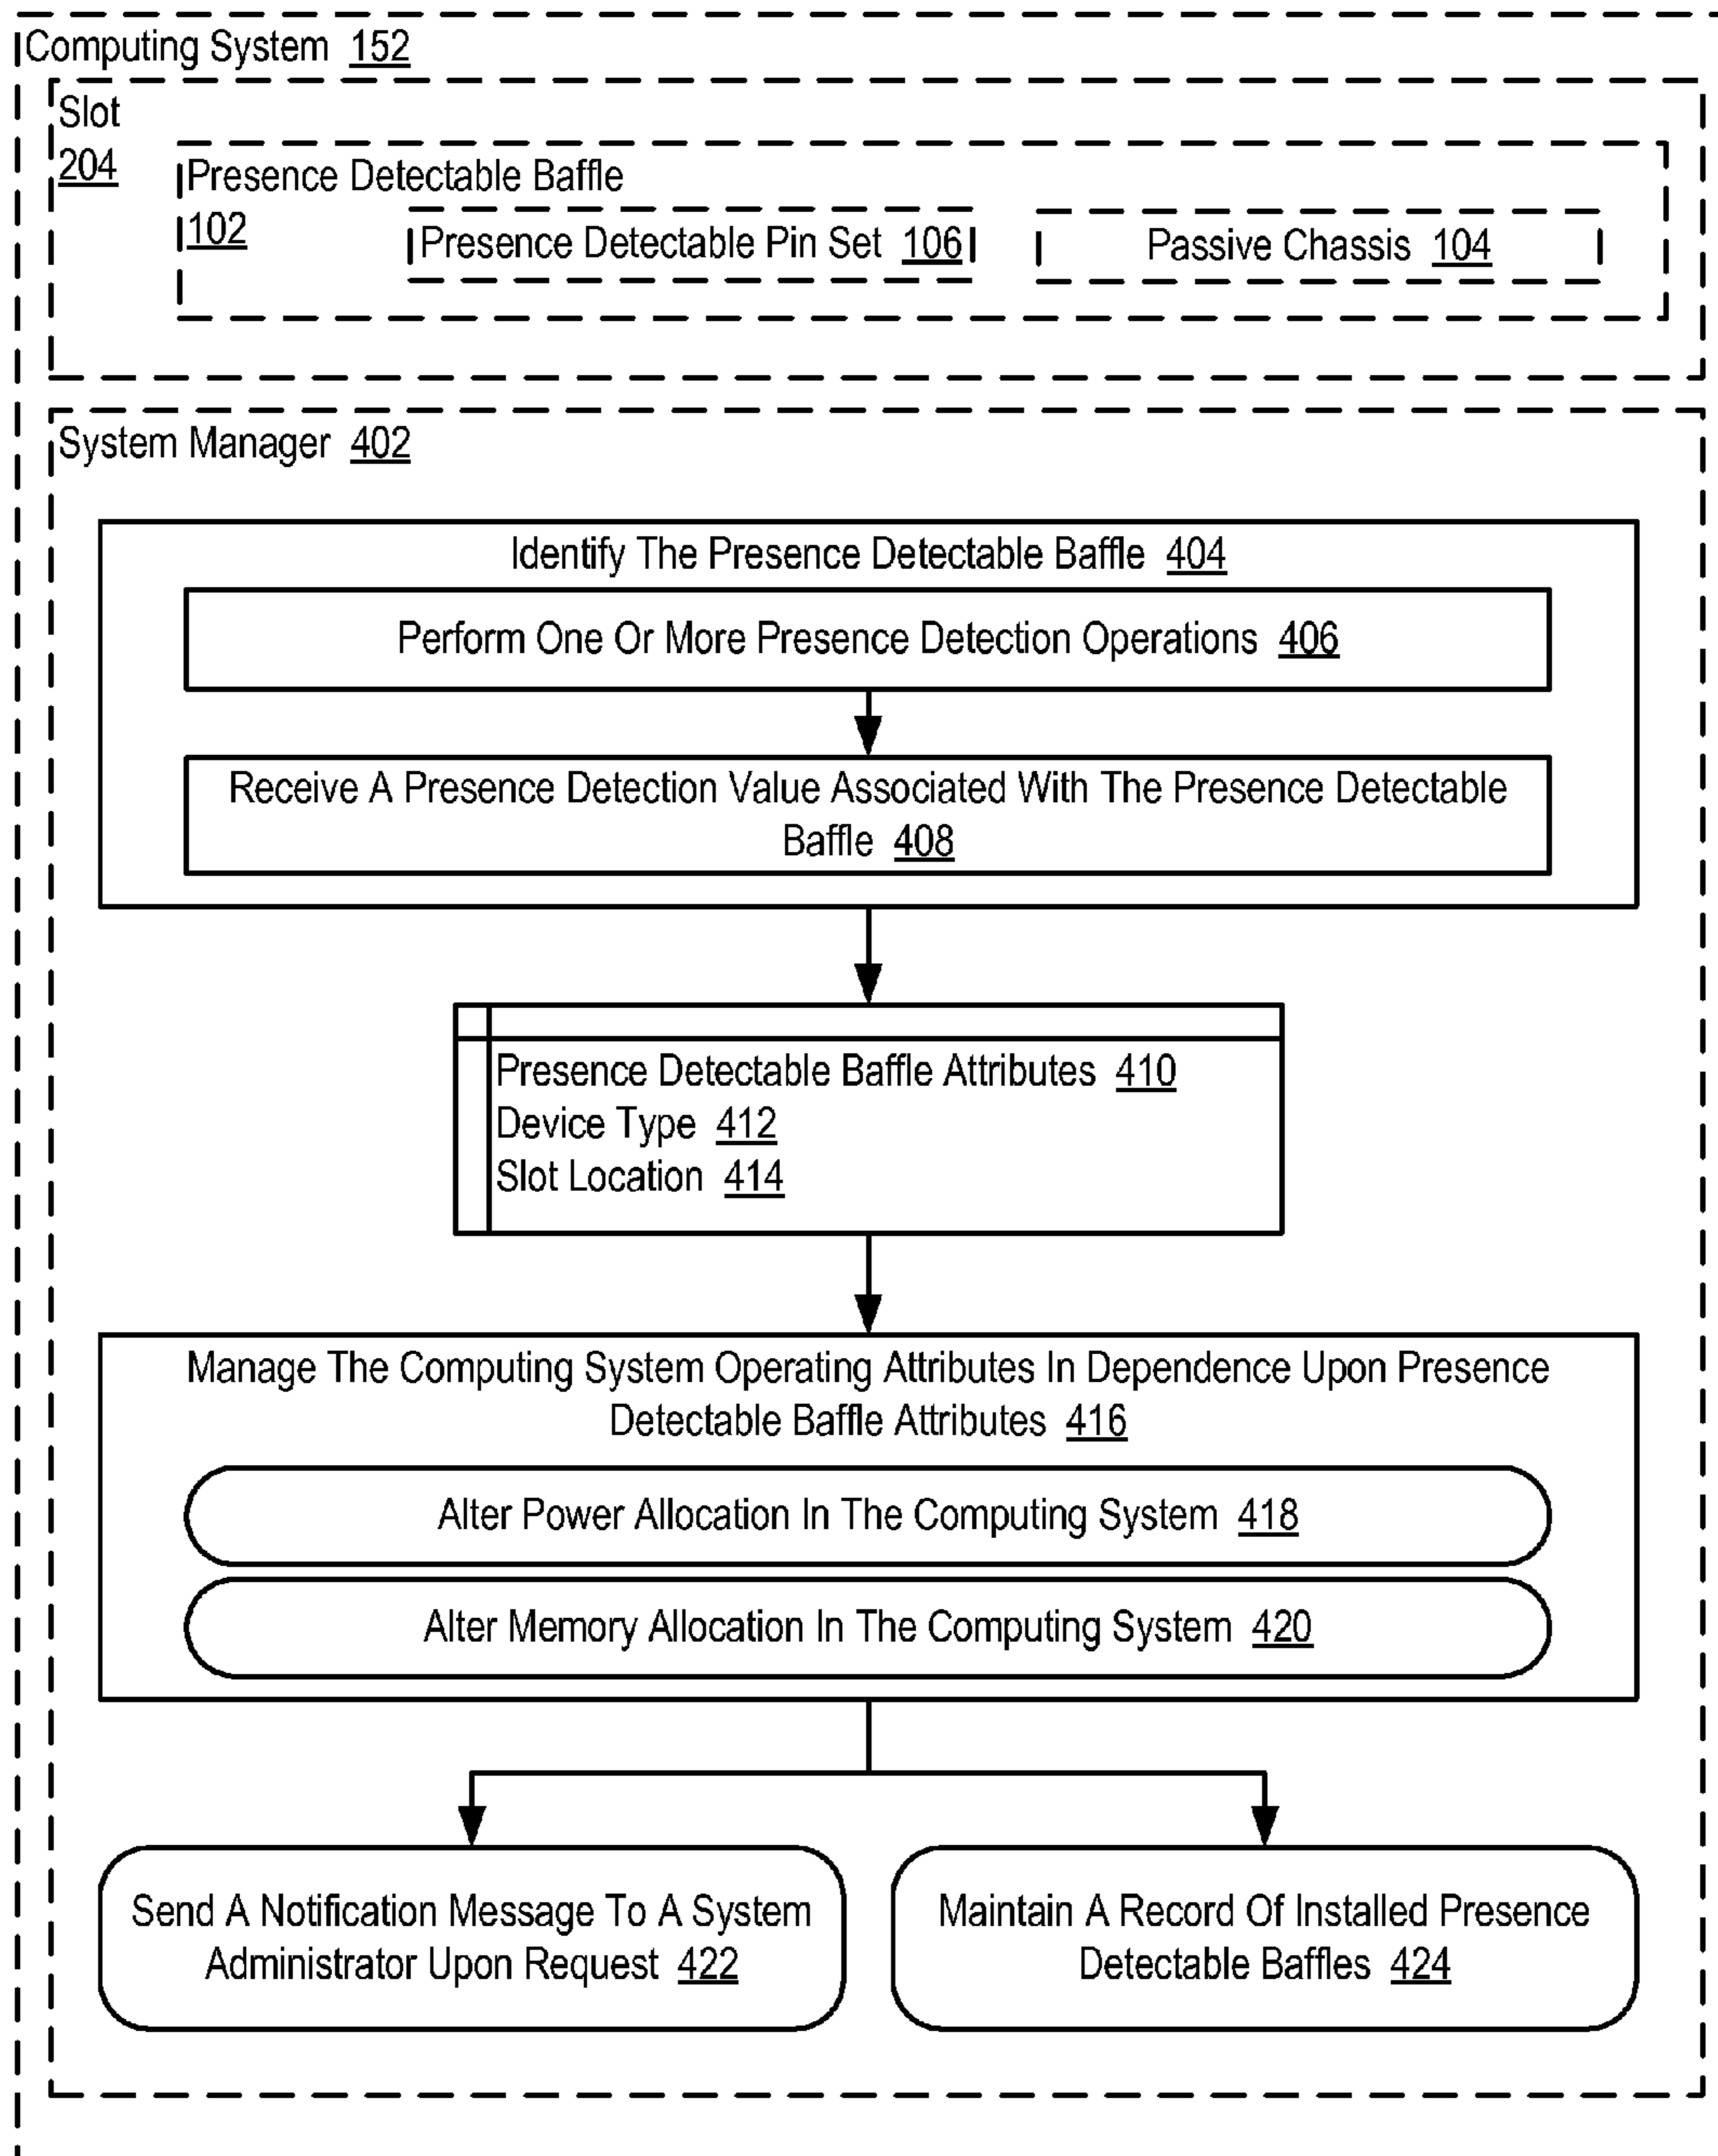 Computing System 152
Slot
204
Presence Detectable Baffle
102
Presence Detectable Pin Set 106
Passive Chassis 104
System Manager 402
Identify The Presence Detectable Baffle 404
Perform One Or More Presence Detection Operations 406
Receive A Presence Detection Value Associated With The Presence Detectable
Baffle 408
Presence Detectable Baffle Attributes 410
Device Type 412
Slot Location 414
Manage The Computing System Operating Attributes In Dependence Upon Presence
Detectable Baffle Attributes 416
Alter Power Allocation In The Computing System 418
Alter Memory Allocation In The Computing System 420
Send A Notification Message To A System
Administrator Upon Request 422
Maintain A Record Of Installed Presence
Detectable Baffles 424